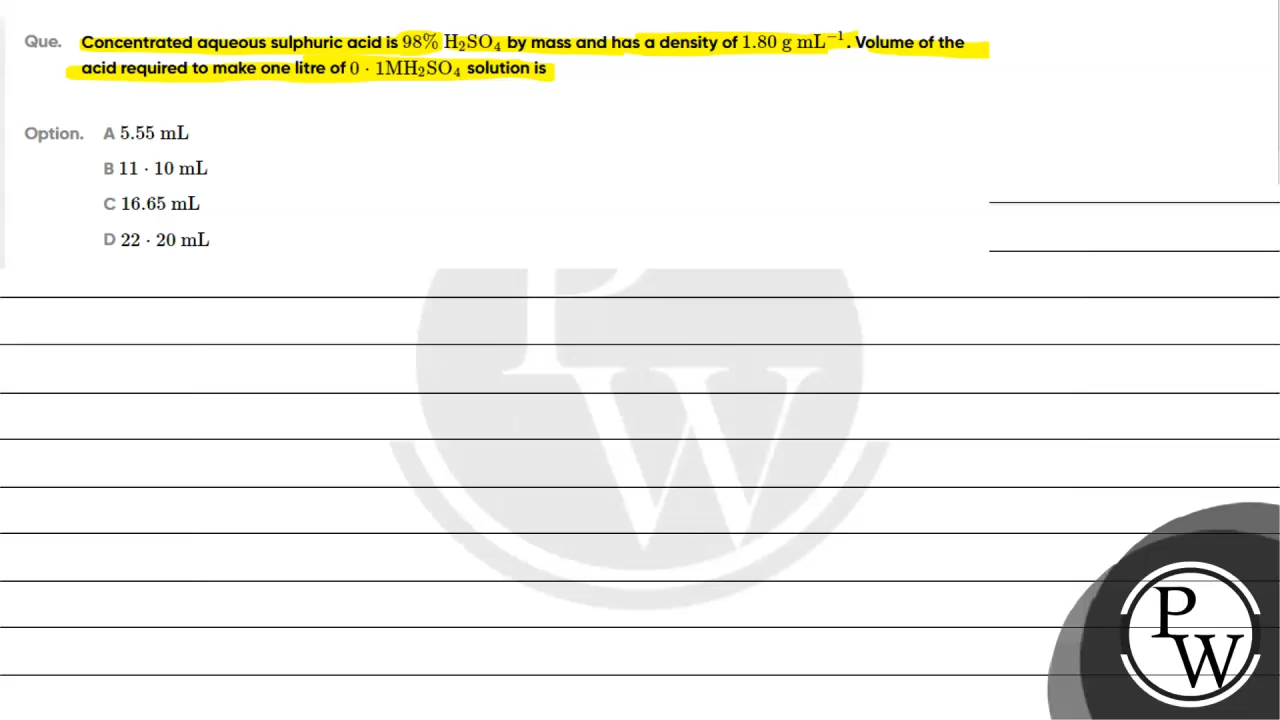 Que. Concentrated aqueous sulphuric acid is 98% H₂SO₄ by mass and has a density of 1.80 g mL⁻¹. Volume of the
acid required to make one litre of 0 · 1MH₂SO₄ solution is
Option. A 5.55 mL
B 11 · 10 mL
C 16.65 mL
D 22 · 20 mL
PW
PW